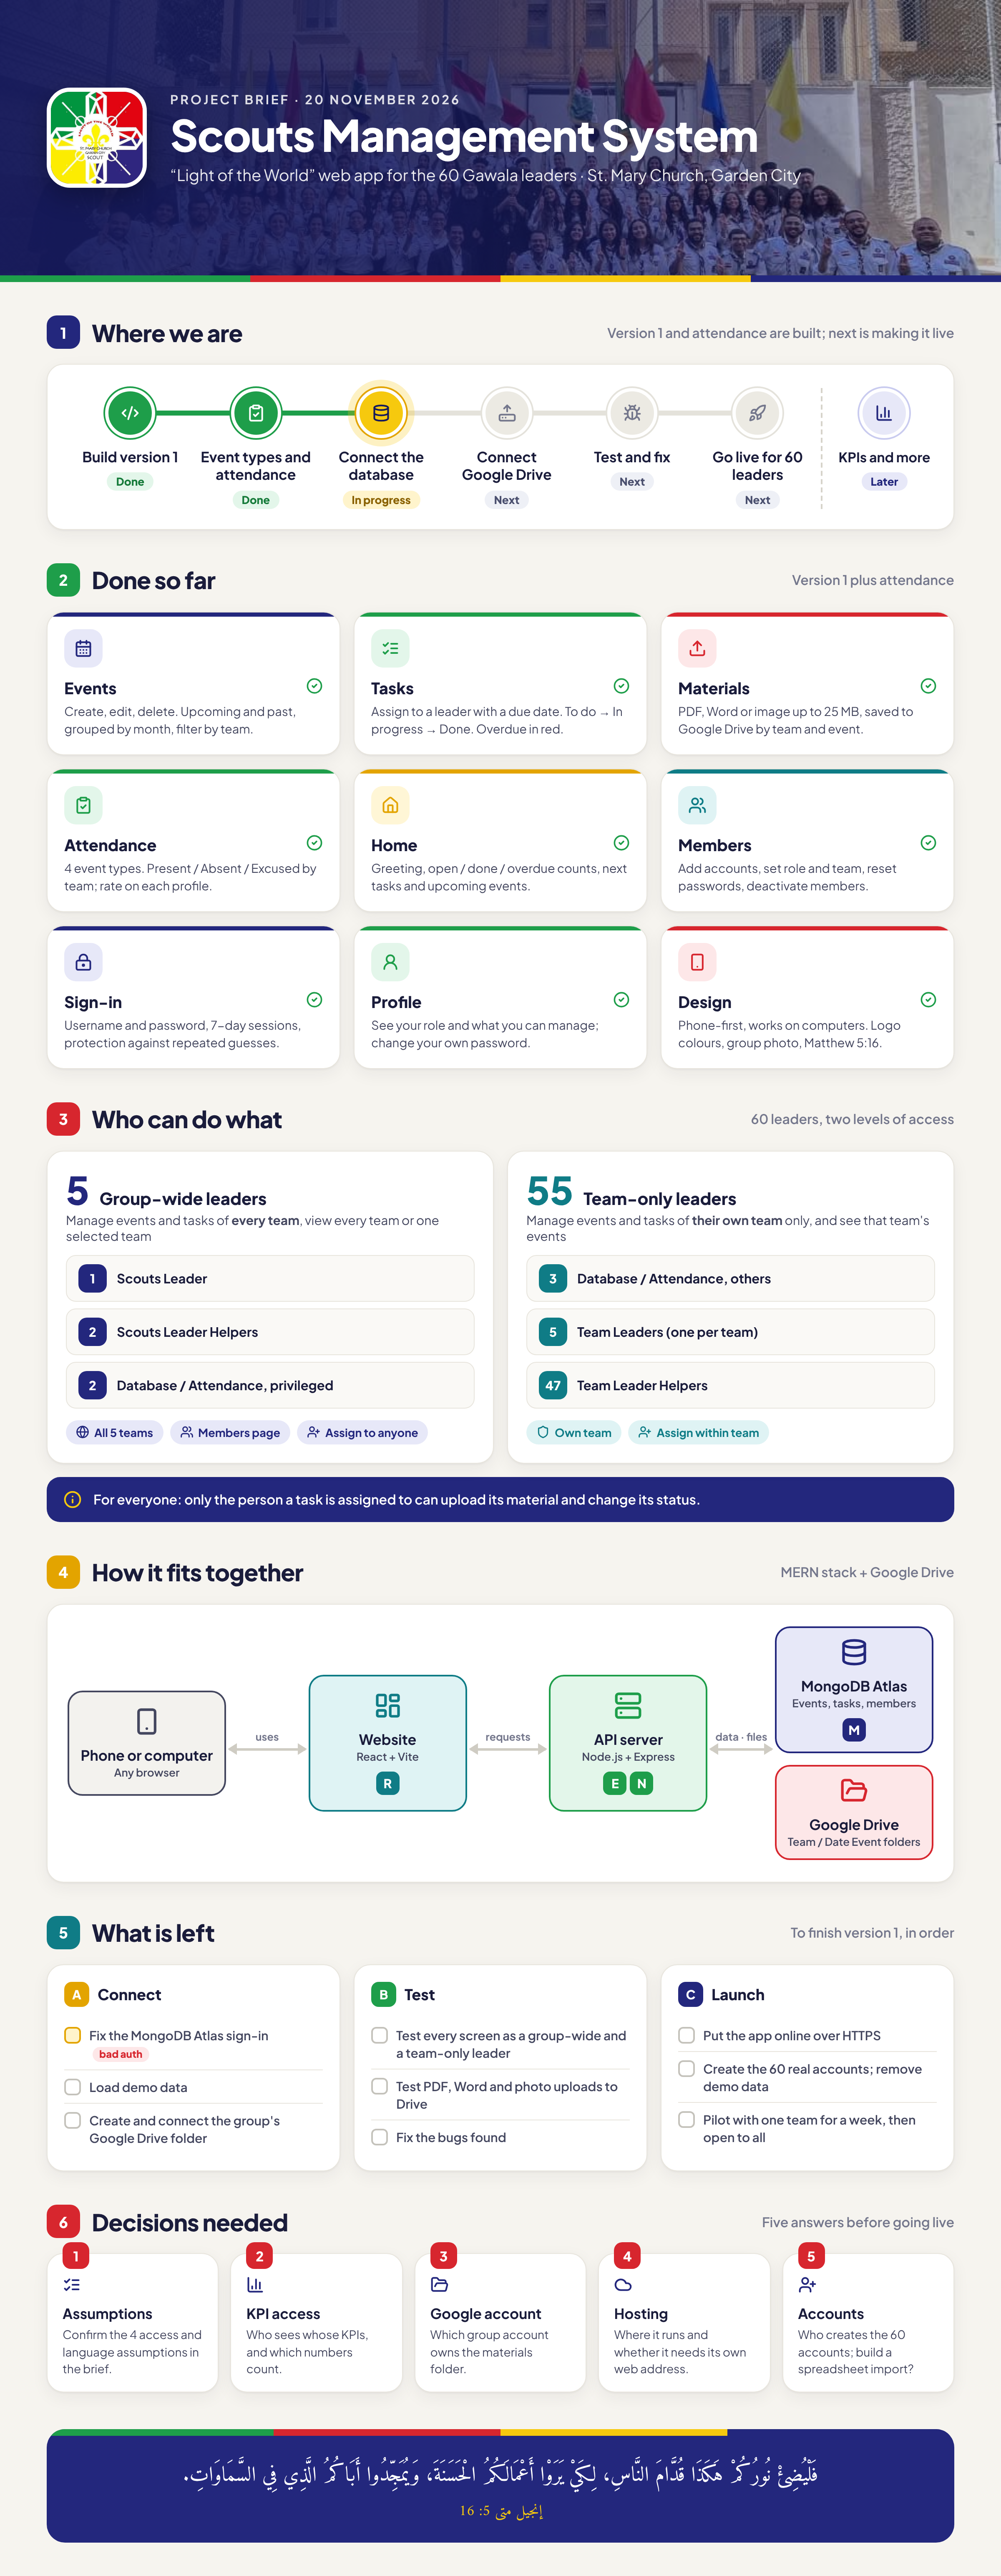 PROJECT BRIEF · 20 NOVEMBER 2026
Scouts Management System
“Light of the World” web app for the 60 Gawala leaders · St. Mary Church, Garden City
1 Where we are
Version 1 and attendance are built; next is making it live
Build version 1
Done
Event types and
attendance
Done
Connect the
database
In progress
Connect
Google Drive
Next
Test and fix
Next
Go live for 60
leaders
Next
KPIs and more
Later
2 Done so far
Version 1 plus attendance
Events
Create, edit, delete. Upcoming and past,
grouped by month, filter by team.
Tasks
Assign to a leader with a due date. To do → In
progress → Done. Overdue in red.
Materials
PDF, Word or image up to 25 MB, saved to
Google Drive by team and event.
Attendance
4 event types. Present / Absent / Excused by
team; rate on each profile.
Home
Greeting, open / done / overdue counts, next
tasks and upcoming events.
Members
Add accounts, set role and team, reset
passwords, deactivate members.
Sign-in
Username and password, 7-day sessions,
protection against repeated guesses.
Profile
See your role and what you can manage;
change your own password.
Design
Phone-first, works on computers. Logo
colours, group photo, Matthew 5:16.
3 Who can do what
60 leaders, two levels of access
5 Group-wide leaders
Manage events and tasks of every team, view every team or one
selected team
1 Scouts Leader
2 Scouts Leader Helpers
2 Database / Attendance, privileged
All 5 teams
Members page
Assign to anyone
55 Team-only leaders
Manage events and tasks of their own team only, and see that team's
events
3 Database / Attendance, others
5 Team Leaders (one per team)
47 Team Leader Helpers
Own team
Assign within team
For everyone: only the person a task is assigned to can upload its material and change its status.
4 How it fits together
MERN stack + Google Drive
Phone or computer
Any browser
uses
Website
React + Vite
R
requests
API server
Node.js + Express
E N
data · files
MongoDB Atlas
Events, tasks, members
M
Google Drive
Team / Date Event folders
5 What is left
To finish version 1, in order
A Connect
Fix the MongoDB Atlas sign-in
bad auth
Load demo data
Create and connect the group's
Google Drive folder
B Test
Test every screen as a group-wide and
a team-only leader
Test PDF, Word and photo uploads to
Drive
Fix the bugs found
C Launch
Put the app online over HTTPS
Create the 60 real accounts; remove
demo data
Pilot with one team for a week, then
open to all
6 Decisions needed
Five answers before going live
1
Assumptions
Confirm the 4 access and
language assumptions in
the brief.
2
KPI access
Who sees whose KPIs,
and which numbers
count.
3
Google account
Which group account
owns the materials
folder.
4
Hosting
Where it runs and
whether it needs its own
web address.
5
Accounts
Who creates the 60
accounts; build a
spreadsheet import?
فَلْيُضِئْ نُورُكُمْ هكَذَا قُدَّامَ النَّاسِ، لِكَيْ يَرَوْا أَعْمَالَكُمُ الْحَسَنَةَ، وَيُمَجِّدُوا أَبَاكُمُ الَّذِي فِي السَّمَاوَاتِ.
إنجيل متى 5: 16